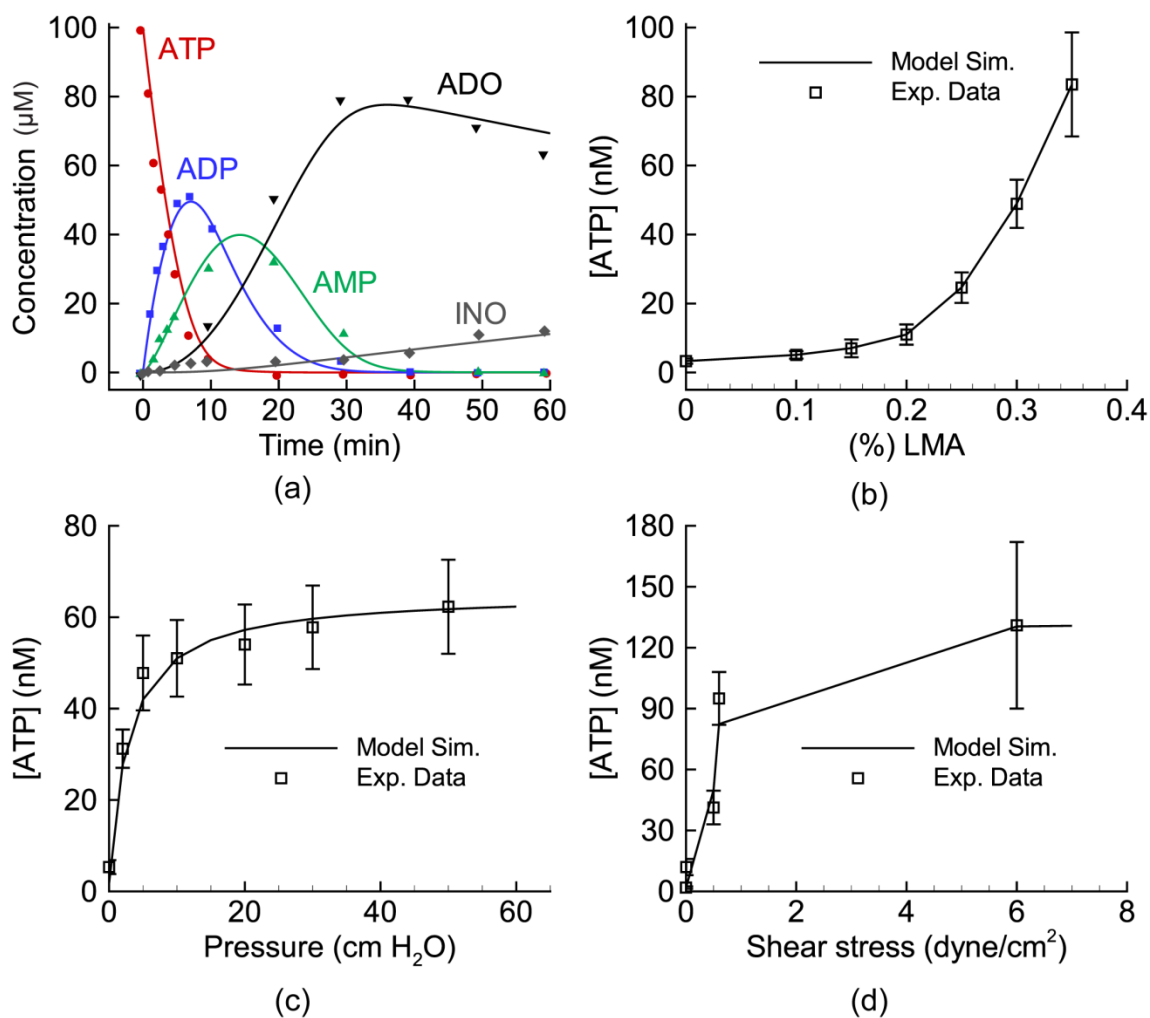 100
80
60
40
20
0
Concentration (µM)
ATP
ADP
AMP
ADO
INO
0 10 20 30 40 50 60
Time (min)
(a)
100
80
60
40
20
0
[ATP] (nM)
Model Sim.
Exp. Data
0 0.1 0.2 0.3 0.4
(%) LMA
(b)
80
60
40
20
0
[ATP] (nM)
Model Sim.
Exp. Data
0 20 40 60
Pressure (cm H₂O)
(c)
180
150
120
90
60
30
0
[ATP] (nM)
Model Sim.
Exp. Data
0 2 4 6 8
Shear stress (dyne/cm²)
(d)